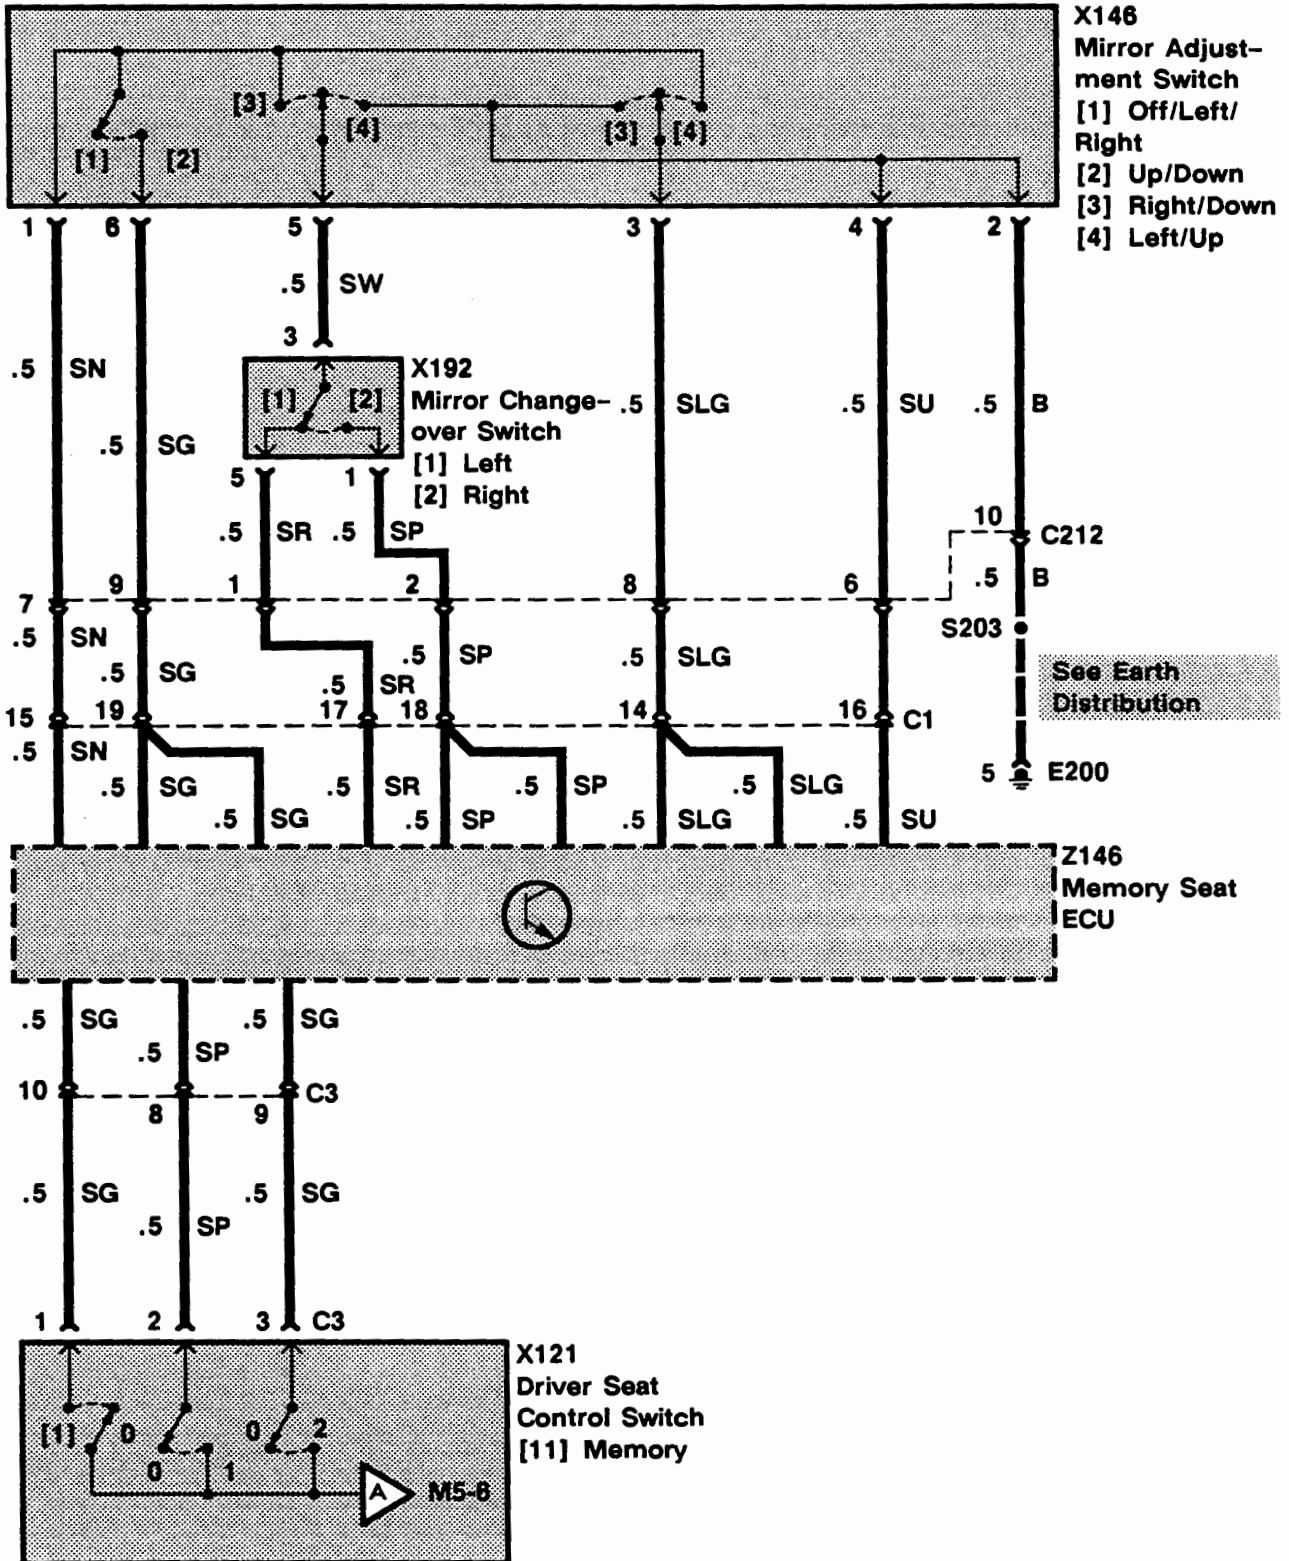 X146
Mirror Adjust-
ment Switch
[1] Off/Left/
Right
[2] Up/Down
[3] Right/Down
[4] Left/Up
[3] [4] [3] [4]
[1] [2]
1 6 5 3 4 2
.5 SW
3
.5 SN
X192
Mirror Change-
over Switch
[1] Left
[2] Right
[1] [2]
.5 SLG .5 SU .5 B
.5 SG
5 1
.5 SR .5 SP
10 C212
.5 B
7 9 1 2 8 6
S203
.5 SN
.5 SG
.5 SP .5 SLG
.5 SR
See Earth
Distribution
15 19 17 18 14 16 C1
.5 SN
5 E200
.5 SG .5 SR .5 SP .5 SLG
.5 SG .5 SP .5 SLG .5 SU
Z146
Memory Seat
ECU
.5 SG .5 SG
.5 SP
10 8 9 C3
.5 SG .5 SG
.5 SP
1 2 3 C3
X121
Driver Seat
Control Switch
[11] Memory
[1] 0 0 2
0 1
A M5-6